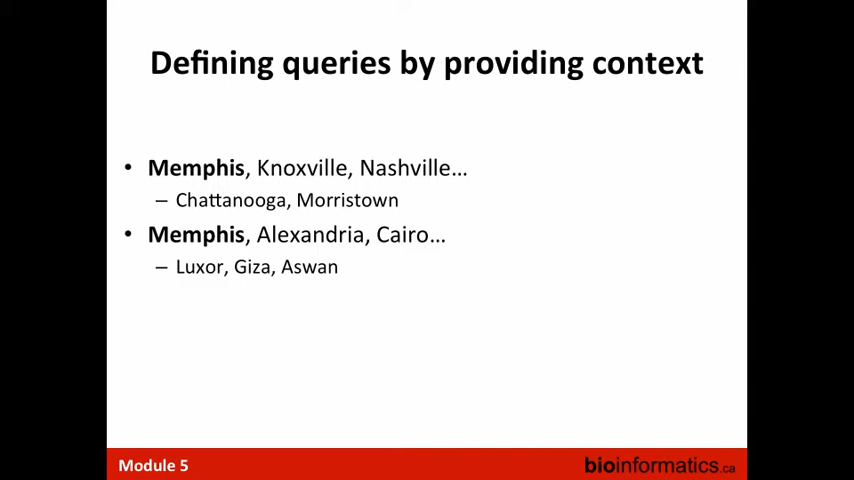 Defining queries by providing context
• Memphis, Knoxville, Nashville…
– Chattanooga, Morristown
• Memphis, Alexandria, Cairo…
– Luxor, Giza, Aswan
Module 5
bioinformatics.ca